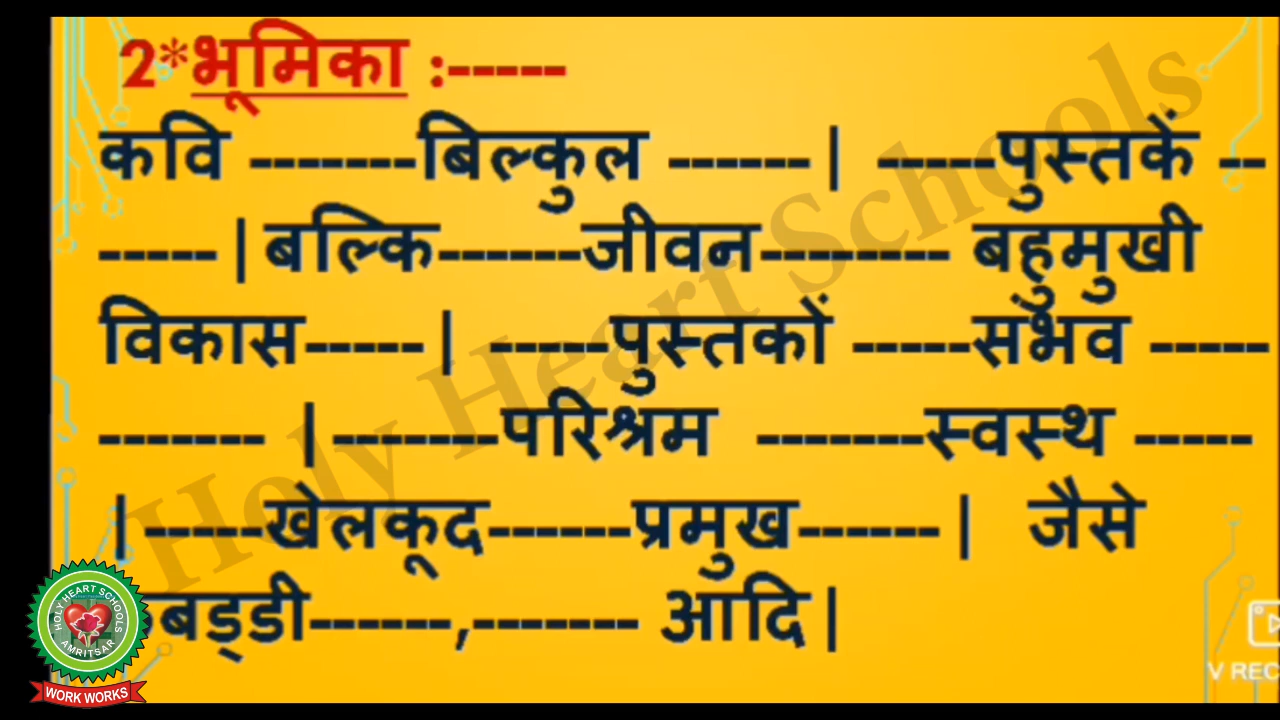 2*भूमिका :-----
कवि -------बिल्कुल ------| -----पुस्तकें --
-----|बल्कि------जीवन-------- बहुमुखी
विकास-----| -----पुस्तकों -----संभव -----
------- |-------परिश्रम -------स्वस्थ -----
|-----खेलकूद------प्रमुख------| जैसे
बड्डी------,------- आदि|
Holy Heart Schools
HOLY HEART SCHOOLS
AMRITSAR
WORK WORKS
V REC